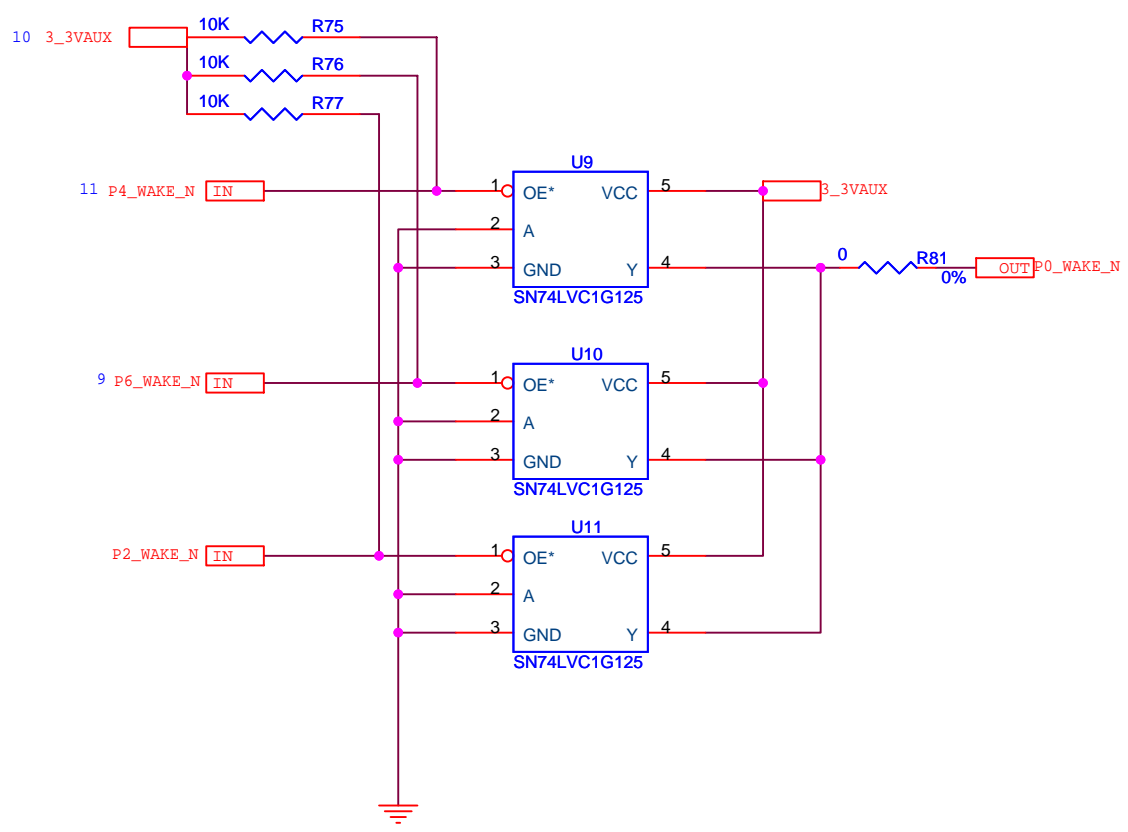 10K R75
10 3_3VAUX
10K R76
10K R77
U9
11 P4_WAKE_N IN 1 OE* VCC 5 3_3VAUX
2 A
3 GND Y 4 0 R81 OUT P0_WAKE_N
0%
SN74LVC1G125
U10
9 P6_WAKE_N IN 1 OE* VCC 5
2 A
3 GND Y 4
SN74LVC1G125
U11
P2_WAKE_N IN 1 OE* VCC 5
2 A
3 GND Y 4
SN74LVC1G125